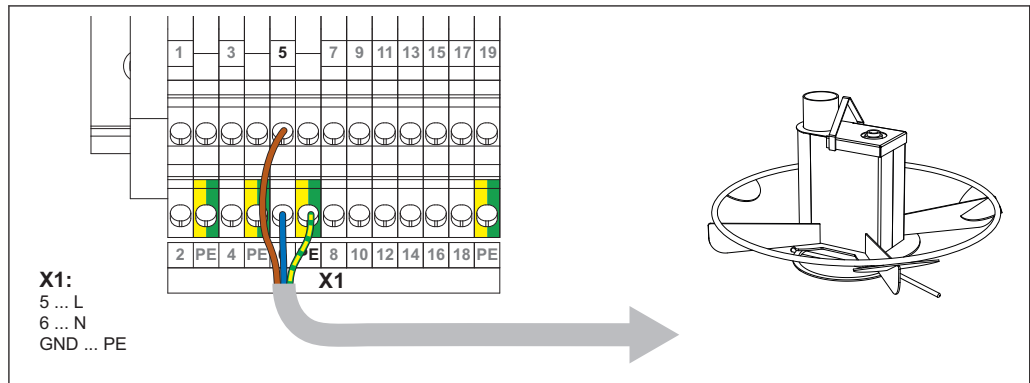 1 3 5 7 9 11 13 15 17 19
2 PE 4 PE PE 8 10 12 14 16 18 PE
X1
X1:
5 ... L
6 ... N
GND ... PE